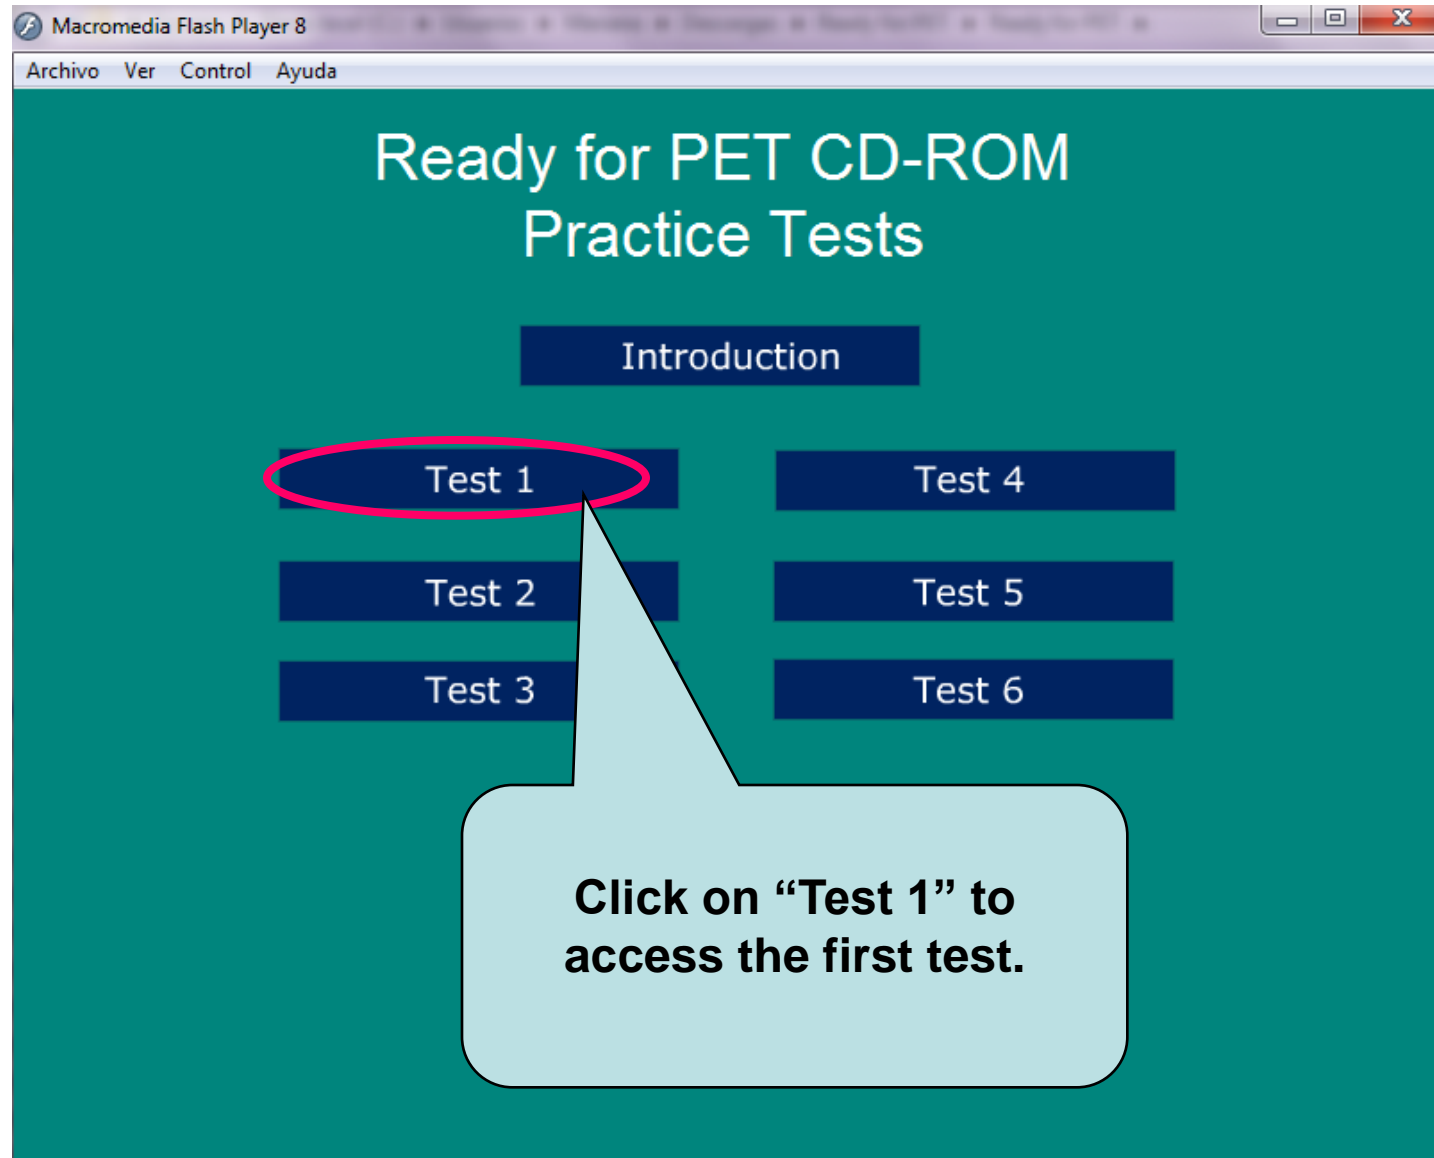 Macromedia Flash Player 8
Archivo Ver Control Ayuda
Ready for PET CD-ROM
Practice Tests
Introduction
Test 1
Test 4
Test 2
Test 5
Test 3
Test 6
Click on “Test 1” to
access the first test.